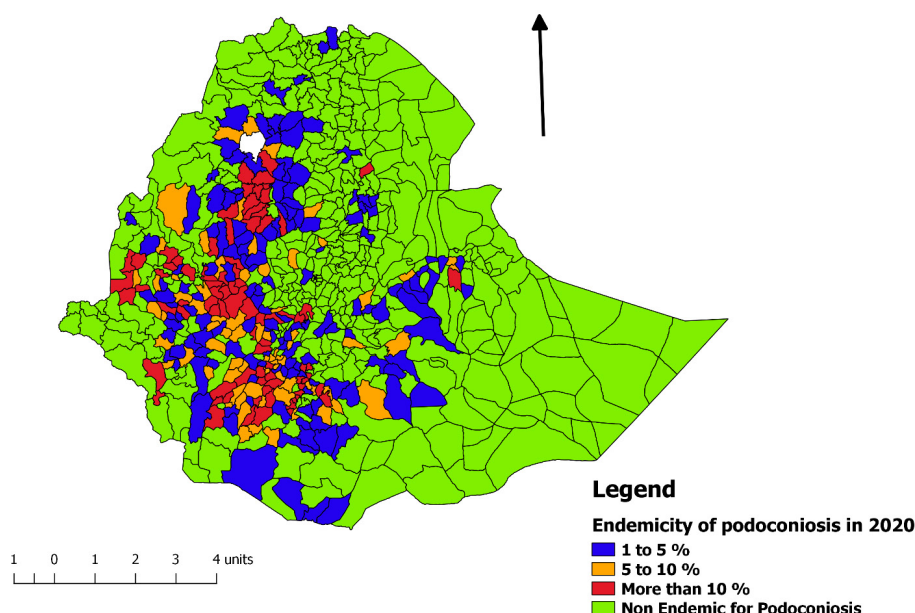 Legend
Endemicity of podoconiosis in 2020
1 to 5 %
5 to 10 %
More than 10 %
Non Endemic for Podoconiosis
1 0 1 2 3 4 units